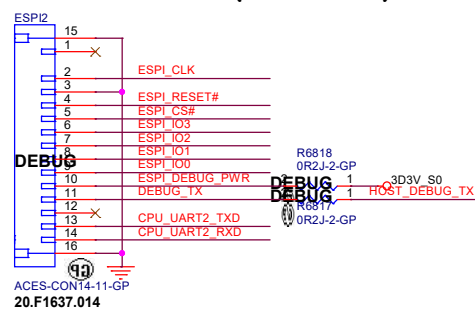 ESPI2
15
1
2 ESPI_CLK
3
4 ESPI_RESET#
5 ESPI_CS#
6 ESPI_IO3
7 ESPI_IO2
8 ESPI_IO1
DEBUG
9 ESPI_IO0
10 ESPI_DEBUG_PWR
11 DEBUG_TX
12
13 CPU_UART2_TXD
14 CPU_UART2_RXD
16
R6818
0R2J-2-GP
DEBUG 1 3D3V_S0
DEBUG 1 HOST_DEBUG_TX
R6817
0R2J-2-GP
GP
ACES-CON14-11-GP
20.F1637.014